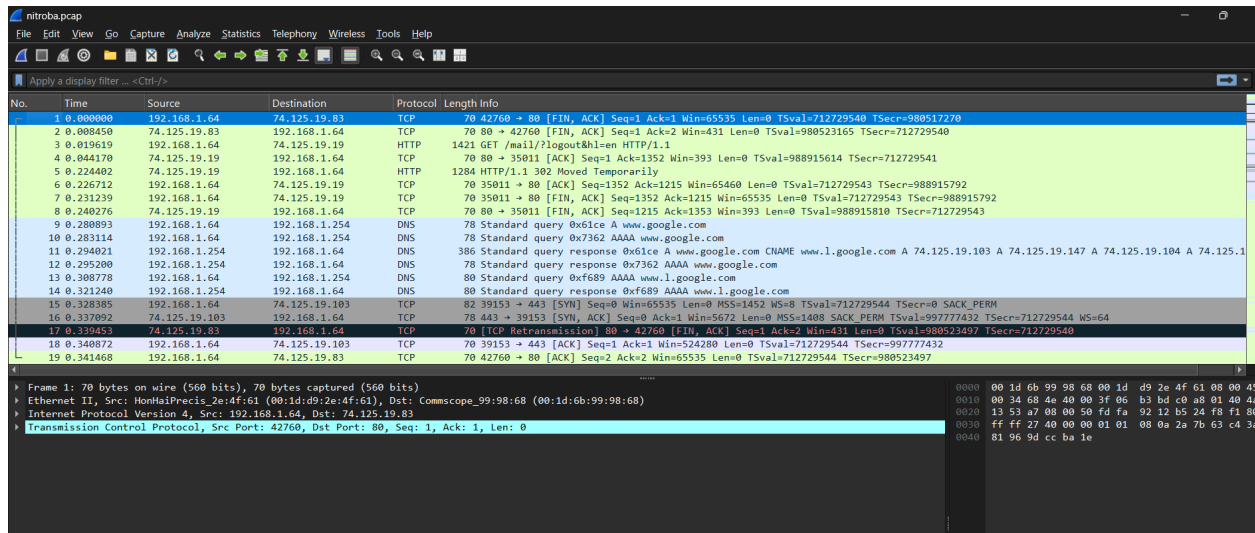 nitroba.pcap
File Edit View Go Capture Analyze Statistics Telephony Wireless Tools Help
Apply a display filter ... <Ctrl-/>
No. Time Source Destination Protocol Length Info
1 0.000000 192.168.1.64 74.125.19.83 TCP 70 42760 → 80 [FIN, ACK] Seq=1 Ack=1 Win=65535 Len=0 TSval=712729540 TSecr=980517270
2 0.008450 74.125.19.83 192.168.1.64 TCP 70 80 → 42760 [FIN, ACK] Seq=1 Ack=2 Win=431 Len=0 TSval=980523165 TSecr=712729540
3 0.019619 192.168.1.64 74.125.19.19 HTTP 1421 GET /mail/?logout&hl=en HTTP/1.1
4 0.044170 74.125.19.19 192.168.1.64 TCP 70 80 → 35011 [ACK] Seq=1 Ack=1352 Win=393 Len=0 TSval=988915614 TSecr=712729541
5 0.224402 74.125.19.19 192.168.1.64 HTTP 1284 HTTP/1.1 302 Moved Temporarily
6 0.226712 192.168.1.64 74.125.19.19 TCP 70 35011 → 80 [ACK] Seq=1352 Ack=1215 Win=65460 Len=0 TSval=712729543 TSecr=988915792
7 0.231239 192.168.1.64 74.125.19.19 TCP 70 35011 → 80 [FIN, ACK] Seq=1352 Ack=1215 Win=65535 Len=0 TSval=712729543 TSecr=988915792
8 0.240276 74.125.19.19 192.168.1.64 TCP 70 80 → 35011 [FIN, ACK] Seq=1215 Ack=1353 Win=393 Len=0 TSval=988915810 TSecr=712729543
9 0.280893 192.168.1.64 192.168.1.254 DNS 78 Standard query 0x61ce A www.google.com
10 0.283114 192.168.1.64 192.168.1.254 DNS 78 Standard query 0x7362 AAAA www.google.com
11 0.294021 192.168.1.254 192.168.1.64 DNS 386 Standard query response 0x61ce A www.google.com CNAME www.l.google.com A 74.125.19.103 A 74.125.19.147 A 74.125.19.104 A 74.125.1
12 0.295200 192.168.1.254 192.168.1.64 DNS 78 Standard query response 0x7362 AAAA www.google.com
13 0.308778 192.168.1.64 192.168.1.254 DNS 80 Standard query 0xf689 AAAA www.l.google.com
14 0.321240 192.168.1.254 192.168.1.64 DNS 80 Standard query response 0xf689 AAAA www.l.google.com
15 0.328385 192.168.1.64 74.125.19.103 TCP 82 39153 → 443 [SYN] Seq=0 Win=65535 Len=0 MSS=1452 WS=8 TSval=712729544 TSecr=0 SACK_PERM
16 0.337092 74.125.19.103 192.168.1.64 TCP 78 443 → 39153 [SYN, ACK] Seq=0 Ack=1 Win=5672 Len=0 MSS=1408 SACK_PERM TSval=997777432 TSecr=712729544 WS=64
17 0.339453 74.125.19.83 192.168.1.64 TCP 70 [TCP Retransmission] 80 → 42760 [FIN, ACK] Seq=1 Ack=2 Win=431 Len=0 TSval=980523497 TSecr=712729540
18 0.340872 192.168.1.64 74.125.19.103 TCP 70 39153 → 443 [ACK] Seq=1 Ack=1 Win=524280 Len=0 TSval=712729544 TSecr=997777432
19 0.341468 192.168.1.64 74.125.19.83 TCP 70 42760 → 80 [ACK] Seq=2 Ack=2 Win=65535 Len=0 TSval=712729544 TSecr=980523497
Frame 1: 70 bytes on wire (560 bits), 70 bytes captured (560 bits)
Ethernet II, Src: HonHaiPrecis_2e:4f:61 (00:1d:d9:2e:4f:61), Dst: Commscope_99:98:68 (00:1d:6b:99:98:68)
Internet Protocol Version 4, Src: 192.168.1.64, Dst: 74.125.19.83
Transmission Control Protocol, Src Port: 42760, Dst Port: 80, Seq: 1, Ack: 1, Len: 0
0000 00 1d 6b 99 98 68 00 1d d9 2e 4f 61 08 00 45
0010 00 34 68 4e 40 00 3f 06 b3 bd c0 a8 01 40 4a
0020 13 53 a7 08 00 50 fd fa 92 12 b5 24 f8 f1 80
0030 ff ff 27 40 00 00 01 01 08 0a 2a 7b 63 c4 3a
0040 81 96 9d cc ba 1e